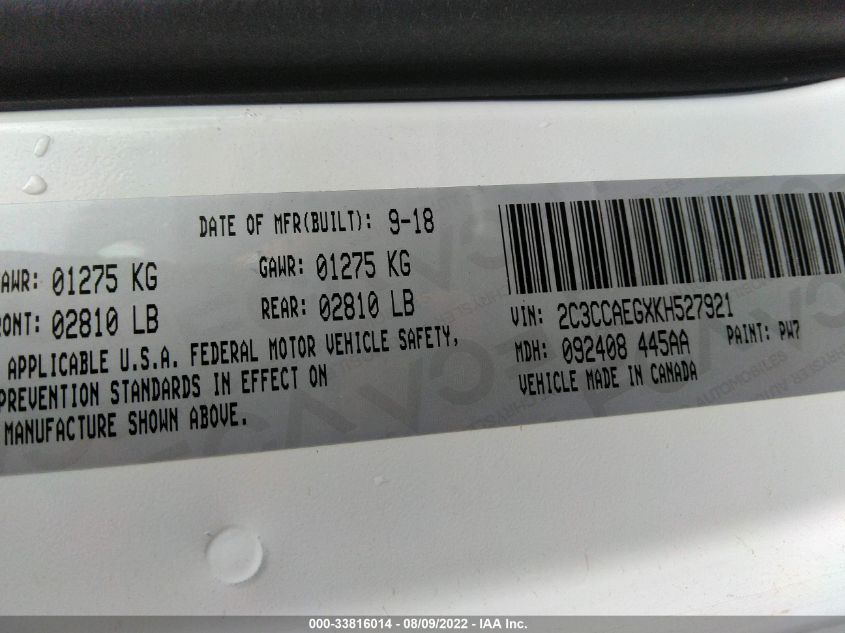 DATE OF MFR(BUILT): 9-18
GAWR: 01275 KG
REAR: 02810 LB
AWR: 01275 KG
RONT: 02810 LB
APPLICABLE U.S.A. FEDERAL MOTOR VEHICLE SAFETY,
PREVENTION STANDARDS IN EFFECT ON
MANUFACTURE SHOWN ABOVE.
VIN: 2C3CCAEGXKH527921
MDH: 092408 445AA PAINT: PW7
VEHICLE MADE IN CANADA
000-33816014 - 08/09/2022 - IAA Inc.